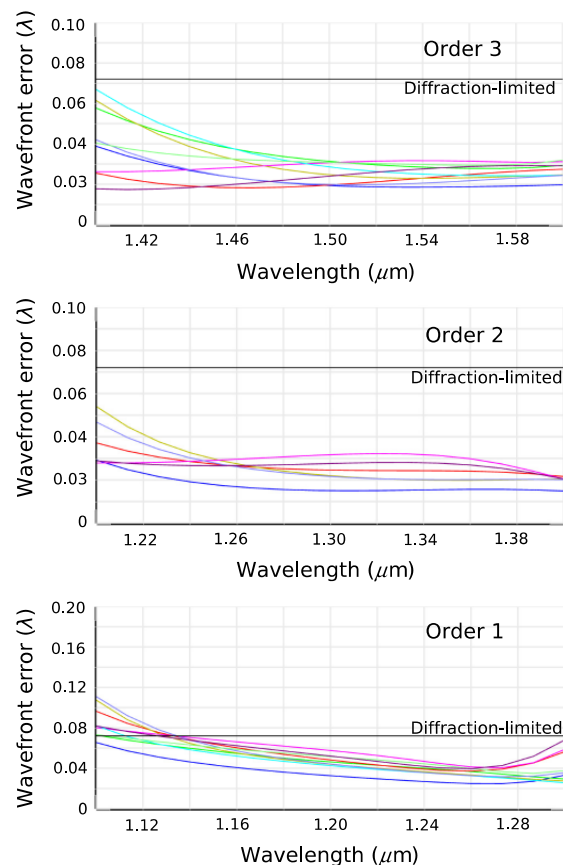 Wavefront error (λ)
0.10
0.08
0.06
0.04
0.03
0
Order 3
Diffraction-limited
1.42
1.46
1.50
1.54
1.58
Wavelength (μm)
Wavefront error (λ)
0.10
0.08
0.06
0.04
0.03
0
Order 2
Diffraction-limited
1.22
1.26
1.30
1.34
1.38
Wavelength (μm)
Wavefront error (λ)
0.20
0.16
0.12
0.08
0.04
0
Order 1
Diffraction-limited
1.12
1.16
1.20
1.24
1.28
Wavelength (μm)